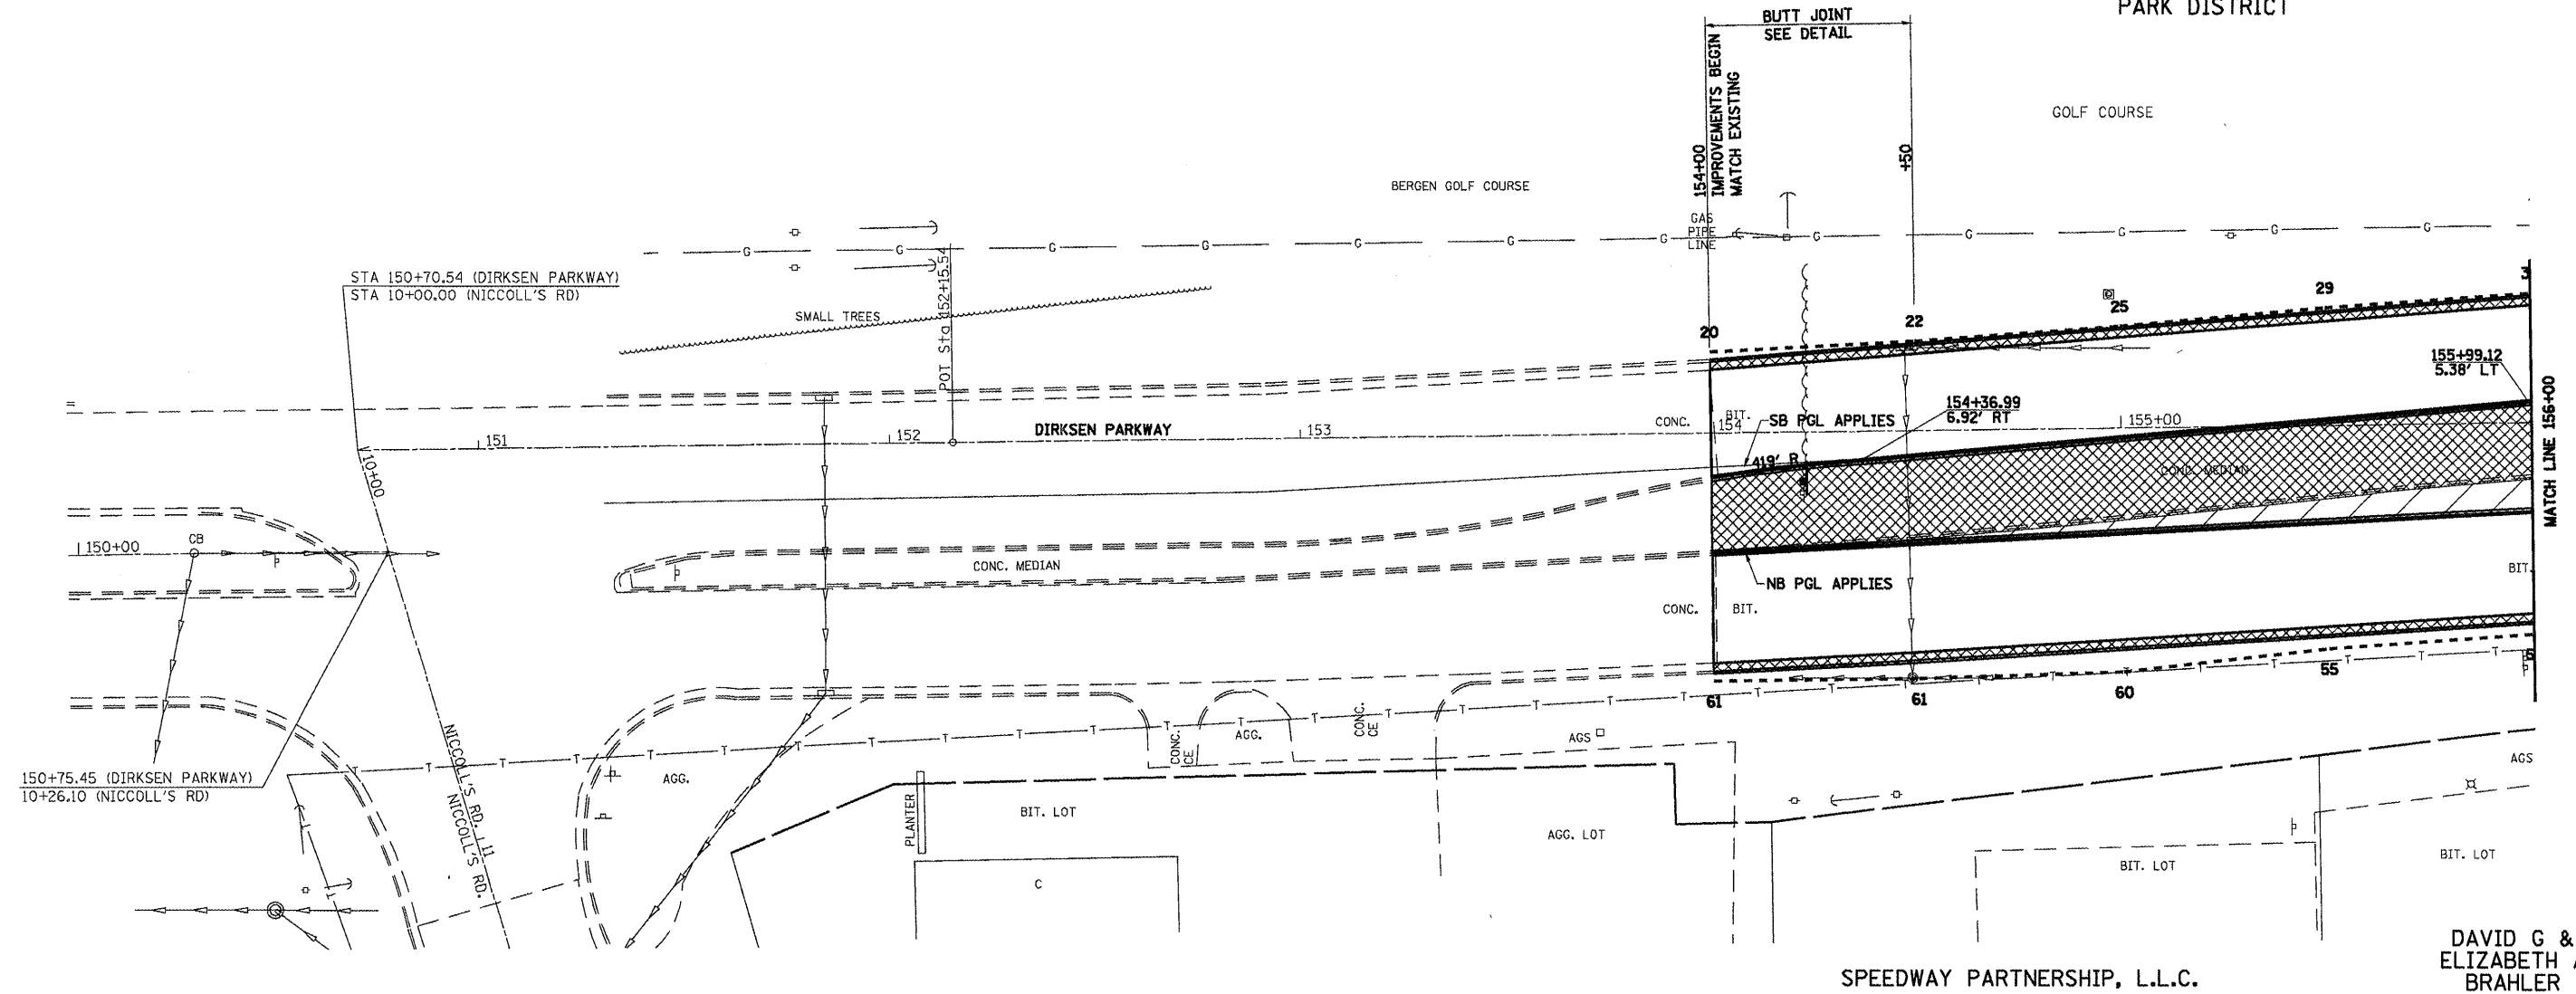 PARK DISTRICT
BUTT JOINT
SEE DETAIL
154+00
IMPROVEMENTS BEGIN
MATCH EXISTING
+50
GOLF COURSE
BERGEN GOLF COURSE
GAS
PIPE
LINE
G G G G G G G G G G G G
STA 150+70.54 (DIRKSEN PARKWAY)
STA 10+00.00 (NICCOLL'S RD)
SMALL TREES
POT Sta 152+15.54
20
22
25
29
3
155+99.12
5.38' LT
MATCH LINE 156+00
151
152
DIRKSEN PARKWAY
153
CONC.
BIT.
154
SB PGL APPLIES
154+36.99
6.92' RT
155+00
419' R
CONC. MEDIAN
10+00
150+00
CB
CONC. MEDIAN
NB PGL APPLIES
CONC.
BIT.
BIT.
61
61
60
55
6
T T T T T T T T T T T T T T T T T T T T T
NICCOLL'S RD.
11
NICCOLL'S RD.
150+75.45 (DIRKSEN PARKWAY)
10+26.10 (NICCOLL'S RD)
AGG.
CONC.
CE
AGG.
CONC.
CE
AGS
AGS
PLANTER
BIT. LOT
C
AGG. LOT
BIT. LOT
BIT. LOT
SPEEDWAY PARTNERSHIP, L.L.C.
DAVID G &
ELIZABETH A
BRAHLER